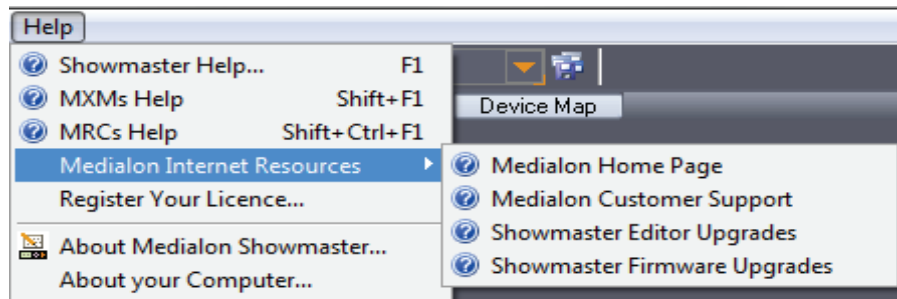 Help
Showmaster Help... F1
MXMs Help Shift+F1
MRCs Help Shift+Ctrl+F1
Medialon Internet Resources
Register Your Licence...
About Medialon Showmaster...
About your Computer...
Device Map
Medialon Home Page
Medialon Customer Support
Showmaster Editor Upgrades
Showmaster Firmware Upgrades